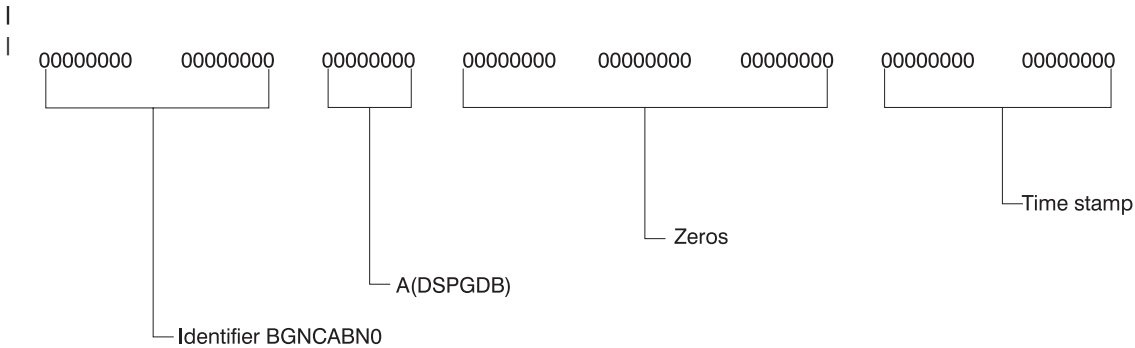 |
|
00000000 00000000 00000000 00000000 00000000 00000000 00000000 00000000
Time stamp
Zeros
A(DSPGDB)
Identifier BGNCABN0